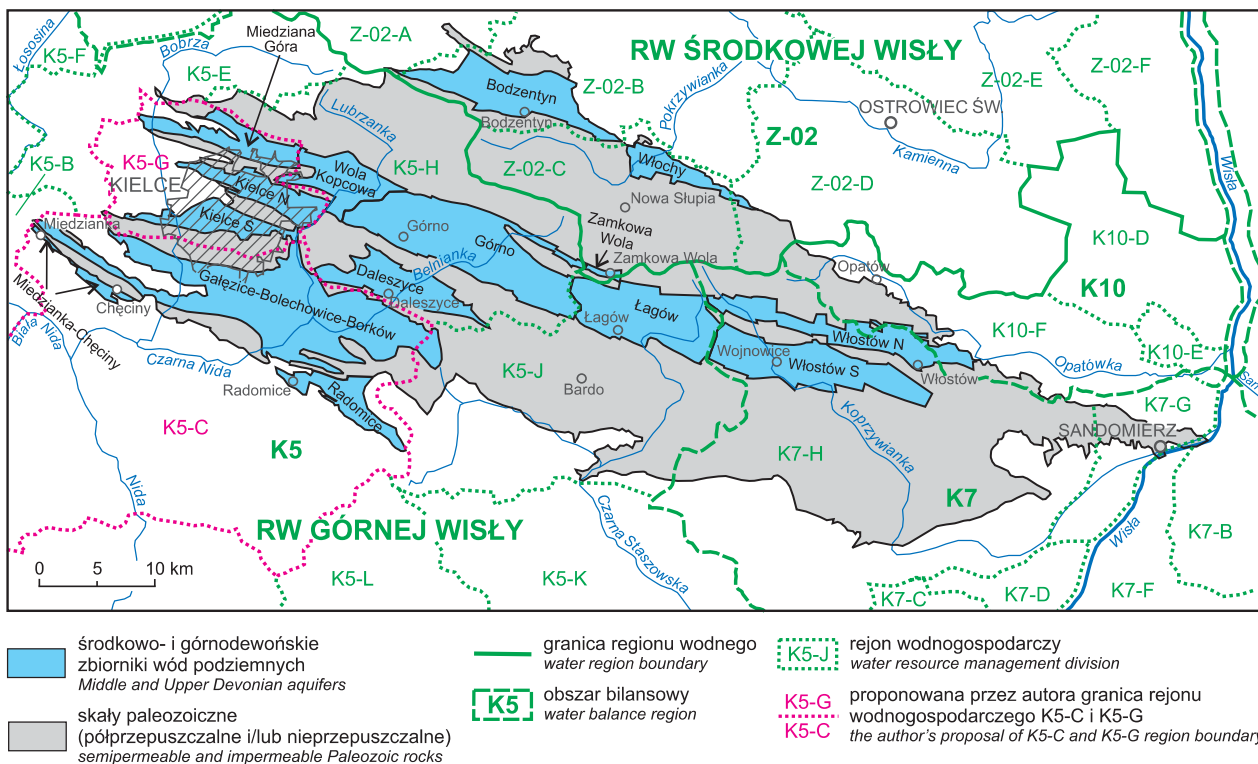 Miedziana
Góra
Z-02-A
RW ŚRODKOWEJ WISŁY
Łososina
K5-F
Bobrza
K5-E
Z-02-B
Z-02-E
Z-02-F
Bodzentyn
Bodzentyn
Pokrzywianka
OSTROWIEC ŚW.
Lubrzanka
Z-02
Kamienna
K5-B
K5-G
KIELCE
Wola
Kopcowa
K5-H
Z-02-C
Włochy
Z-02-D
Wisła
Kielce N
Kielce S
Nowa Słupia
Miedzianka
Górno
Górno
Zamkowa
Wola
Zamkowa Wola
K10-D
Belnianka
Daleszyce
Daleszyce
Opatów
K10
Gałęzice-Bolechowice-Borków
Chęciny
Miedzianka-Chęciny
Biała Nida
Czarna Nida
Łagów
Łagów
Włostów N
Wojnowice
Włostów S
Włostów
K10-F
K10-E
Opatówka
San
Radomice
Radomice
K5-J
Bardo
K5-C
K5
Koprzywianka
K7-G
SANDOMIERZ
K7-H
K7
Nida
RW GÓRNEJ WISŁY
Czarna Staszowska
Wisła
K7-B
0 5 10 km
K5-L
K5-K
K7-C
K7-D
K7-F
środkowo- i górnodewońskie
zbiorniki wód podziemnych
Middle and Upper Devonian aquifers
skały paleozoiczne
(półprzepuszczalne i/lub nieprzepuszczalne)
semipermeable and impermeable Paleozoic rocks
granica regionu wodnego
water region boundary
K5
obszar bilansowy
water balance region
K5-J
rejon wodnogospodarczy
water resource management division
K5-G
K5-C
proponowana przez autora granica rejonu
wodnogospodarczego K5-C i K5-G
the author's proposal of K5-C and K5-G region boundary